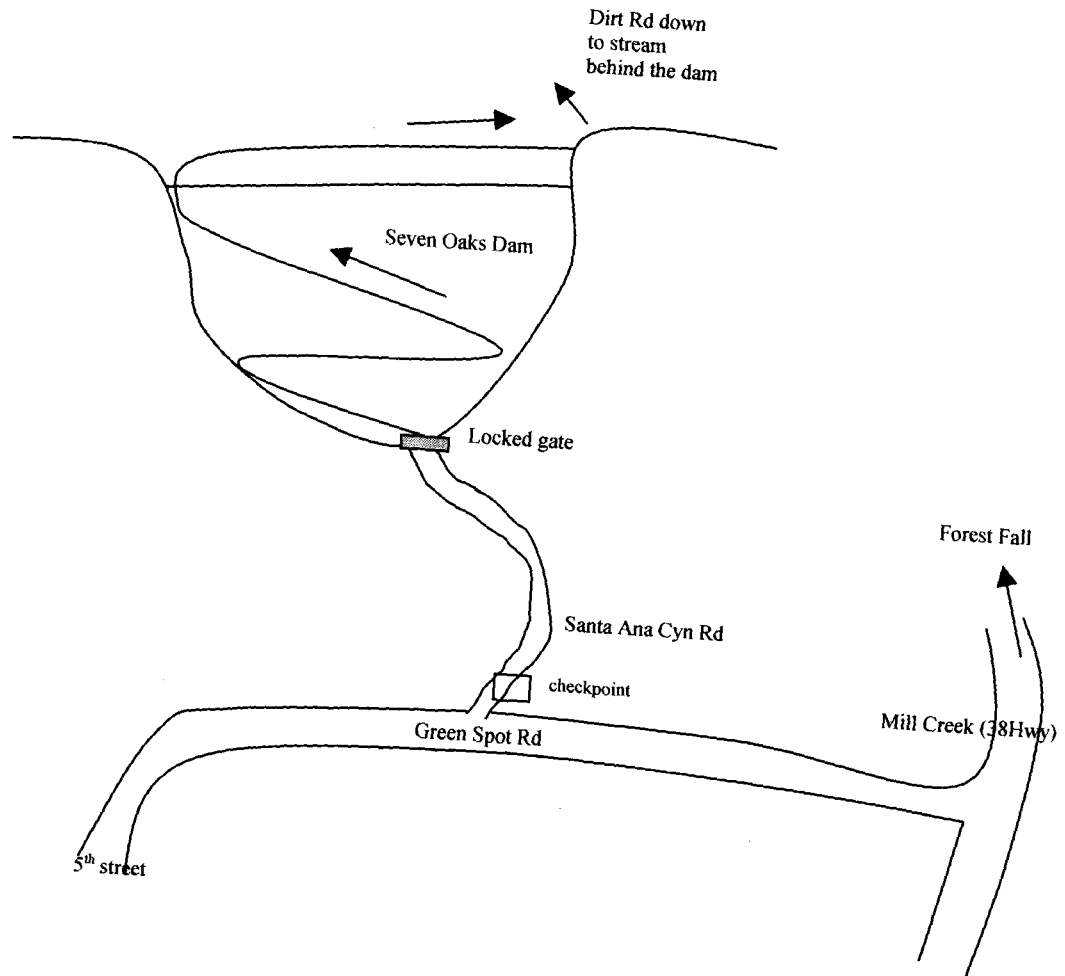 Dirt Rd down
to stream
behind the dam
Seven Oaks Dam
Locked gate
Forest Fall
Santa Ana Cyn Rd
checkpoint
Mill Creek (38Hwy)
Green Spot Rd
5th street